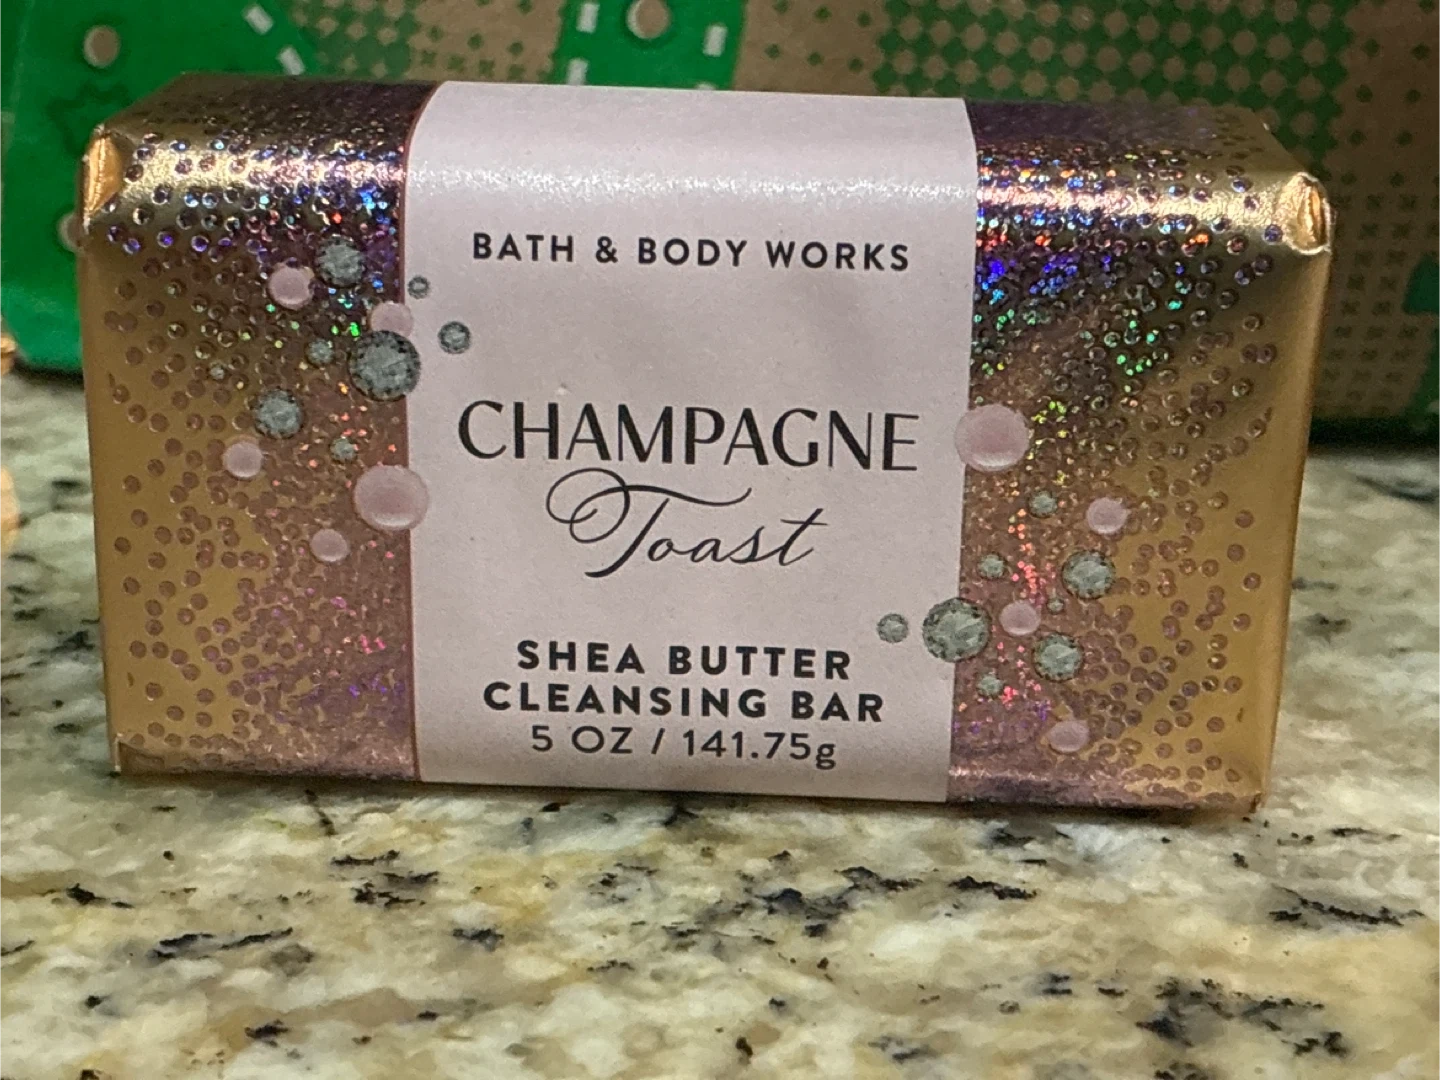 BATH & BODY WORKS
CHAMPAGNE
Toast
SHEA BUTTER
CLEANSING BAR
5 OZ / 141.75g